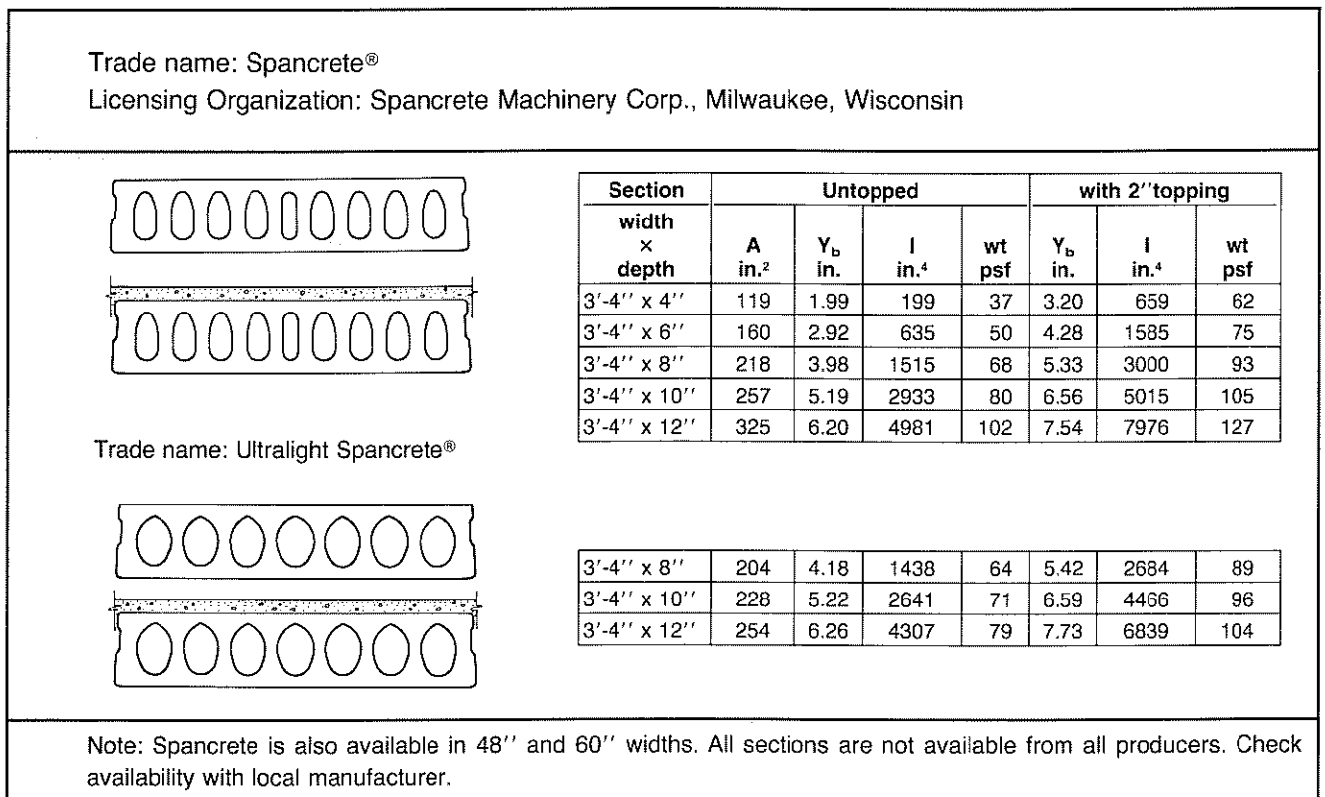 Trade name: Spancrete®
Licensing Organization: Spancrete Machinery Corp., Milwaukee, Wisconsin
Section Untopped with 2''topping
width × depth A in.² Yb in. I in.⁴ wt psf Yb in. I in.⁴ wt psf
3'-4'' x 4'' 119 1.99 199 37 3.20 659 62
3'-4'' x 6'' 160 2.92 635 50 4.28 1585 75
3'-4'' x 8'' 218 3.98 1515 68 5.33 3000 93
3'-4'' x 10'' 257 5.19 2933 80 6.56 5015 105
3'-4'' x 12'' 325 6.20 4981 102 7.54 7976 127
Trade name: Ultralight Spancrete®
3'-4'' x 8'' 204 4.18 1438 64 5.42 2684 89
3'-4'' x 10'' 228 5.22 2641 71 6.59 4466 96
3'-4'' x 12'' 254 6.26 4307 79 7.73 6839 104
Note: Spancrete is also available in 48'' and 60'' widths. All sections are not available from all producers. Check
availability with local manufacturer.